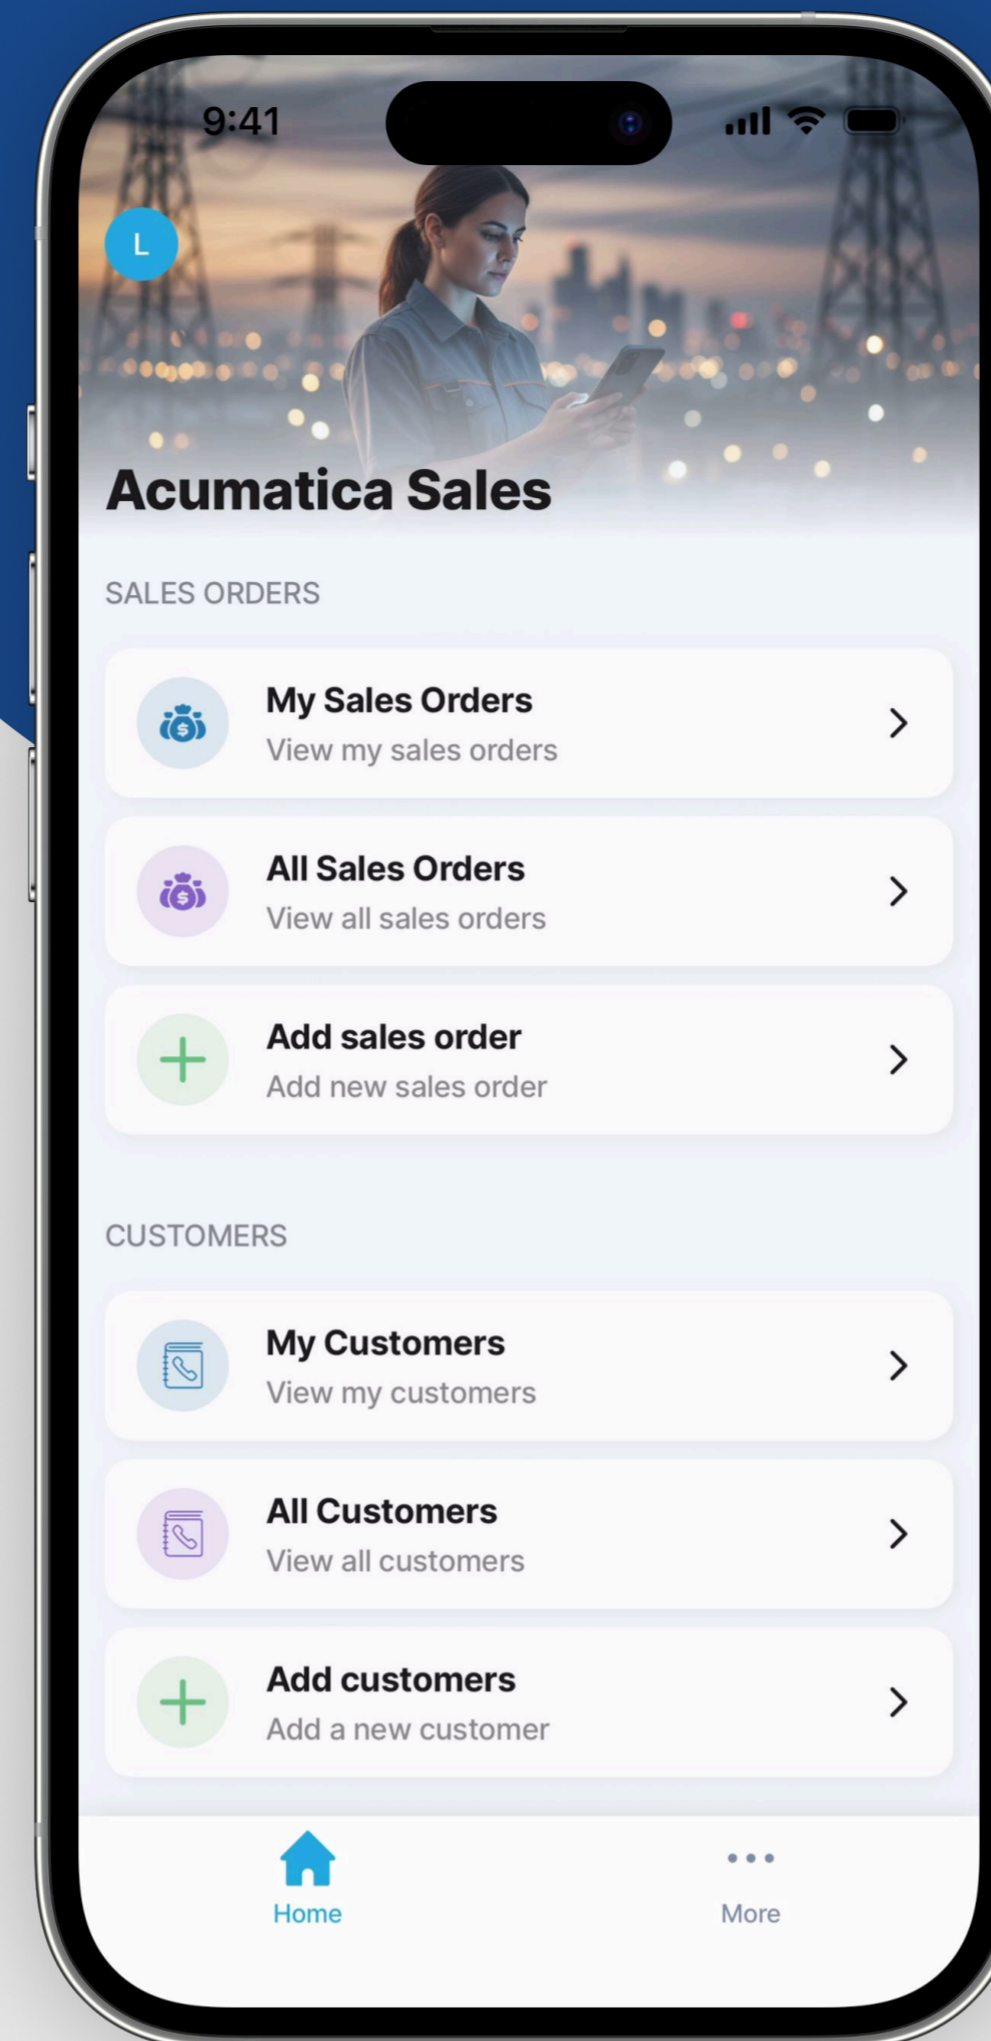 9:41
L
Acumatica Sales
SALES ORDERS
My Sales Orders
View my sales orders
All Sales Orders
View all sales orders
Add sales order
Add new sales order
CUSTOMERS
My Customers
View my customers
All Customers
View all customers
Add customers
Add a new customer
Home
More